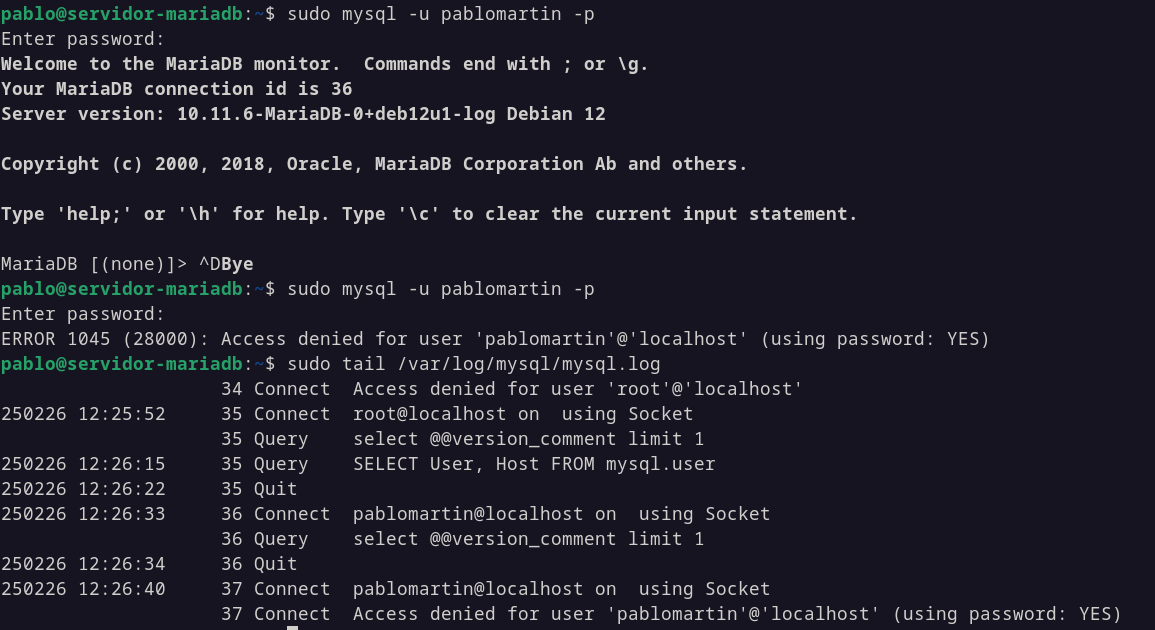 pablo@servidor-mariadb:~$ sudo mysql -u pablomartin -p
Enter password:
Welcome to the MariaDB monitor.  Commands end with ; or \g.
Your MariaDB connection id is 36
Server version: 10.11.6-MariaDB-0+deb12u1-log Debian 12

Copyright (c) 2000, 2018, Oracle, MariaDB Corporation Ab and others.

Type 'help;' or '\h' for help. Type '\c' to clear the current input statement.

MariaDB [(none)]> ^DBye
pablo@servidor-mariadb:~$ sudo mysql -u pablomartin -p
Enter password:
ERROR 1045 (28000): Access denied for user 'pablomartin'@'localhost' (using password: YES)
pablo@servidor-mariadb:~$ sudo tail /var/log/mysql/mysql.log
                    34 Connect  Access denied for user 'root'@'localhost'
250226 12:25:52     35 Connect  root@localhost on  using Socket
                    35 Query    select @@version_comment limit 1
250226 12:26:15     35 Query    SELECT User, Host FROM mysql.user
250226 12:26:22     35 Quit
250226 12:26:33     36 Connect  pablomartin@localhost on  using Socket
                    36 Query    select @@version_comment limit 1
250226 12:26:34     36 Quit
250226 12:26:40     37 Connect  pablomartin@localhost on  using Socket
                    37 Connect  Access denied for user 'pablomartin'@'localhost' (using password: YES)